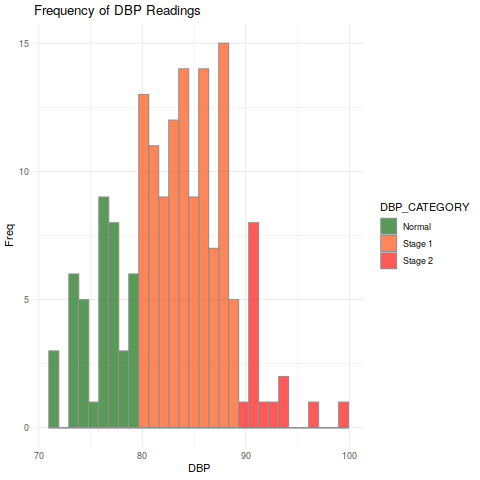 Frequency of DBP Readings
15
10
5
0
Freq
70 80 90 100
DBP
DBP_CATEGORY
Normal
Stage 1
Stage 2